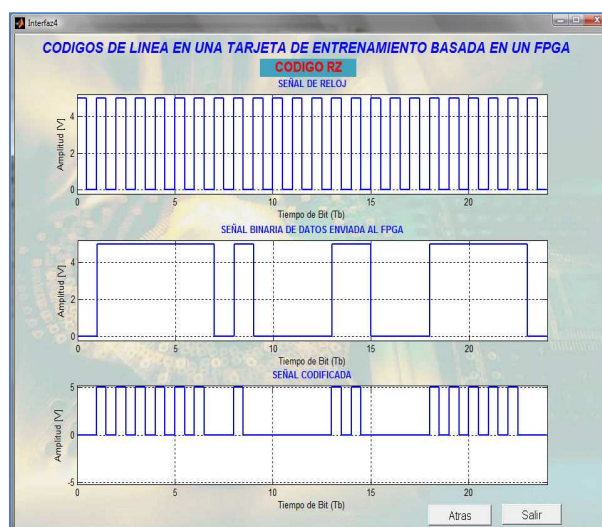 Interfaz4
CODIGOS DE LINEA EN UNA TARJETA DE ENTRENAMIENTO BASADA EN UN FPGA
CODIGO RZ
SEÑAL DE RELOJ
Amplitud [V]
4
2
0
0 5 10 15 20
Tiempo de Bit (Tb)
SEÑAL BINARIA DE DATOS ENVIADA AL FPGA
Amplitud [V]
4
2
0
0 5 10 15 20
Tiempo de Bit (Tb)
SEÑAL CODIFICADA
Amplitud [V]
5
0
-5
0 5 10 15 20
Tiempo de Bit (Tb)
Atras Salir